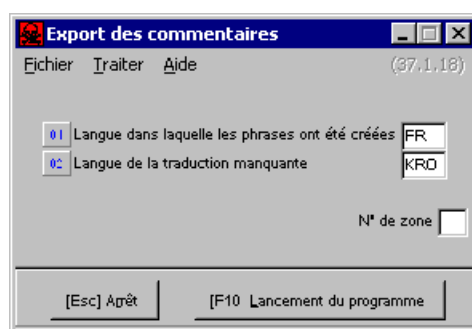 Export des commentaires
Fichier Traiter Aide (37.1.18)
01 Langue dans laquelle les phrases ont été créées FR
02 Langue de la traduction manquante KRO
N° de zone
[Esc] Arrêt [F10 Lancement du programme